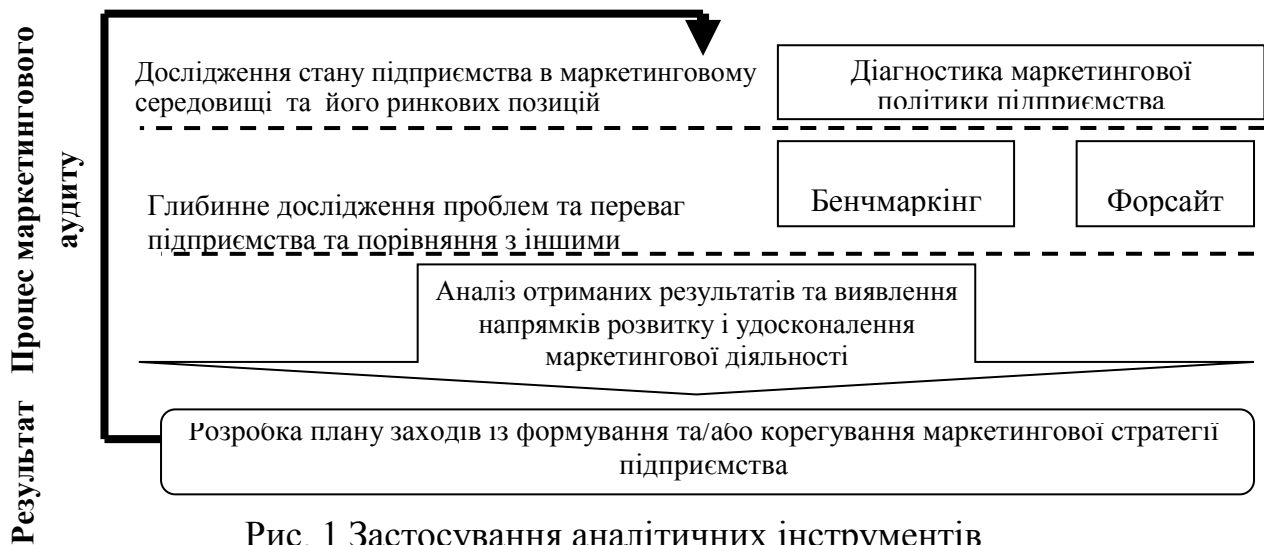 Процес маркетингового
аудиту
Результат
Дослідження стану підприємства в маркетинговому
середовищі та його ринкових позицій
Діагностика маркетингової
політики підприємства
Глибинне дослідження проблем та переваг
підприємства та порівняння з іншими
Бенчмаркінг
Форсайт
Аналіз отриманих результатів та виявлення
напрямків розвитку і удосконалення
маркетингової діяльності
Розробка плану заходів із формування та/або корегування маркетингової стратегії
підприємства
Рис. 1 Застосування аналітичних інструментів